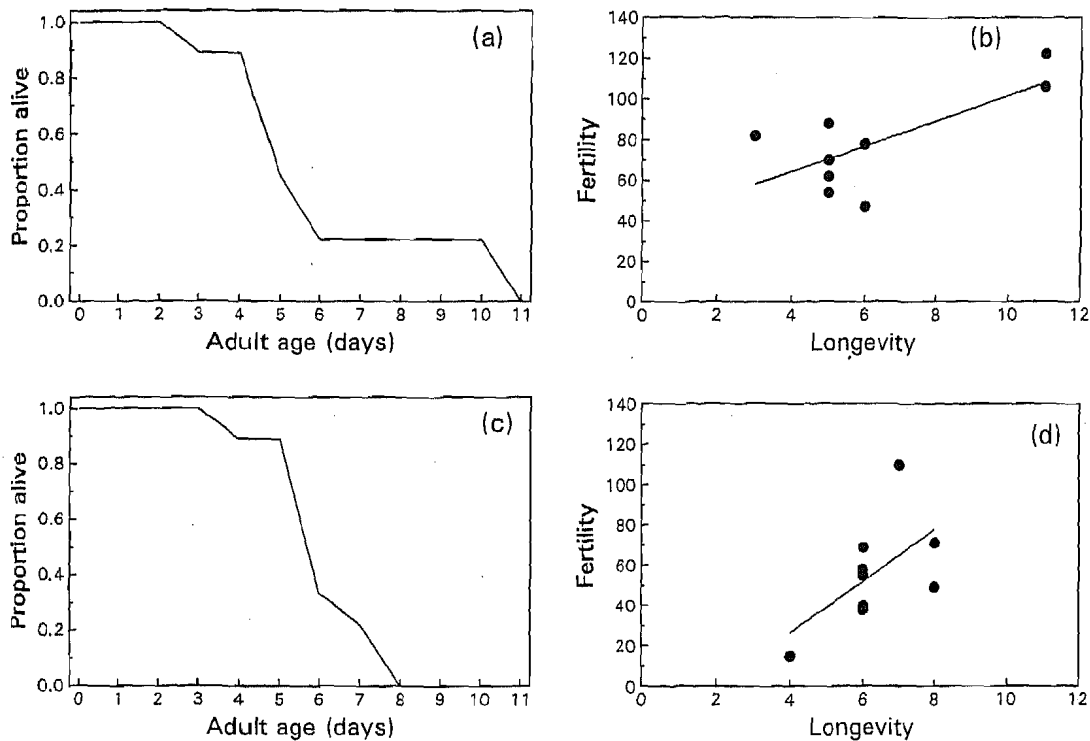 (a)
Proportion alive
1.0
0.8
0.6
0.4
0.2
0.0
0 1 2 3 4 5 6 7 8 9 10 11
Adult age (days)
(b)
Fertility
140
120
100
80
60
40
20
0
0 2 4 6 8 10 12
Longevity
(c)
Proportion alive
1.0
0.8
0.6
0.4
0.2
0.0
0 1 2 3 4 5 6 7 8 9 10 11
Adult age (days)
(d)
Fertility
140
120
100
80
60
40
20
0
0 2 4 6 8 10 12
Longevity